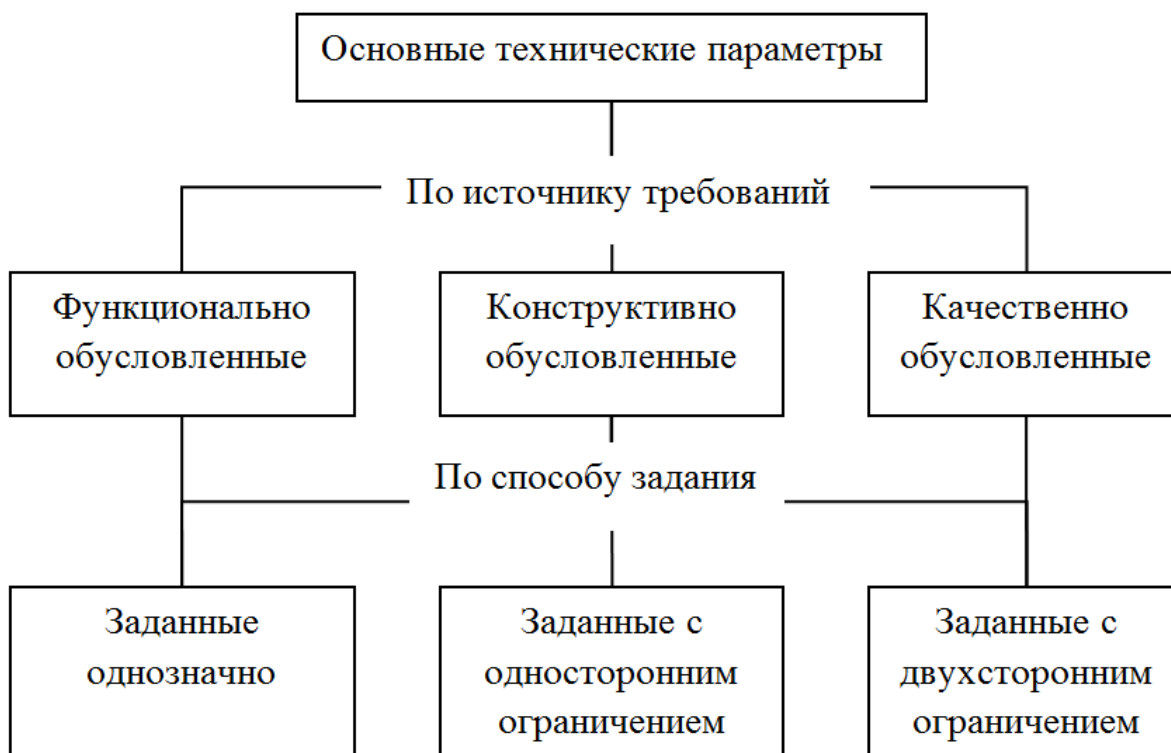 Основные технические параметры
По источнику требований
Функционально
обусловленные
Конструктивно
обусловленные
Качественно
обусловленные
По способу задания
Заданные
однозначно
Заданные с
односторонним
ограничением
Заданные с
двухсторонним
ограничением